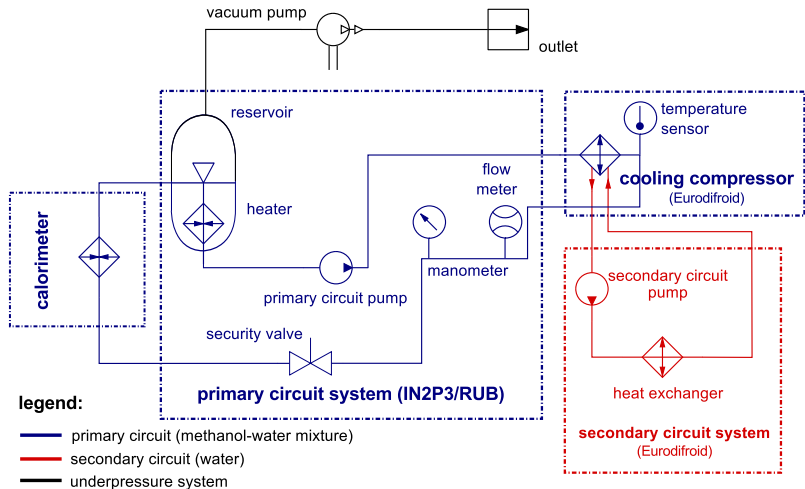 vacuum pump
outlet
reservoir
temperature
sensor
flow
meter
cooling compressor
(Eurodifroid)
heater
calorimeter
manometer
primary circuit pump
secondary circuit
pump
security valve
primary circuit system (IN2P3/RUB)
heat exchanger
secondary circuit system
(Eurodifroid)
legend:
primary circuit (methanol-water mixture)
secondary circuit (water)
underpressure system